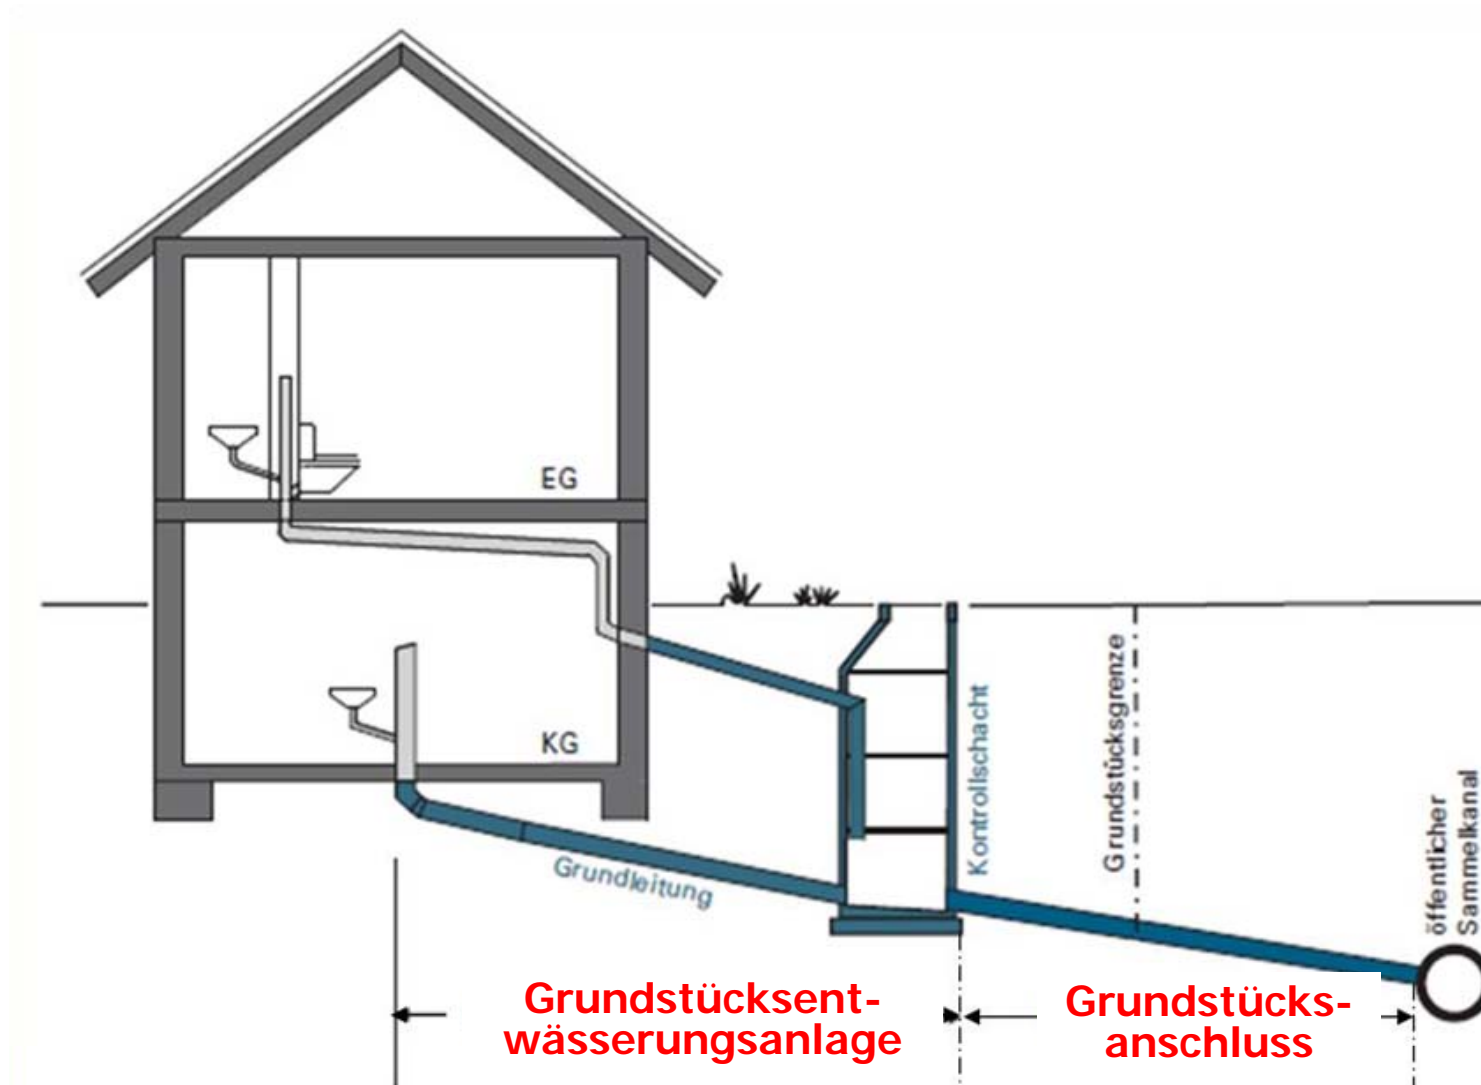 EG
KG
Grundleitung
Kontrollschacht
Grundstücksgrenze
öffentlicher
Sammelkanal
Grundstücksent-
wässerungsanlage
Grundstücks-
anschluss